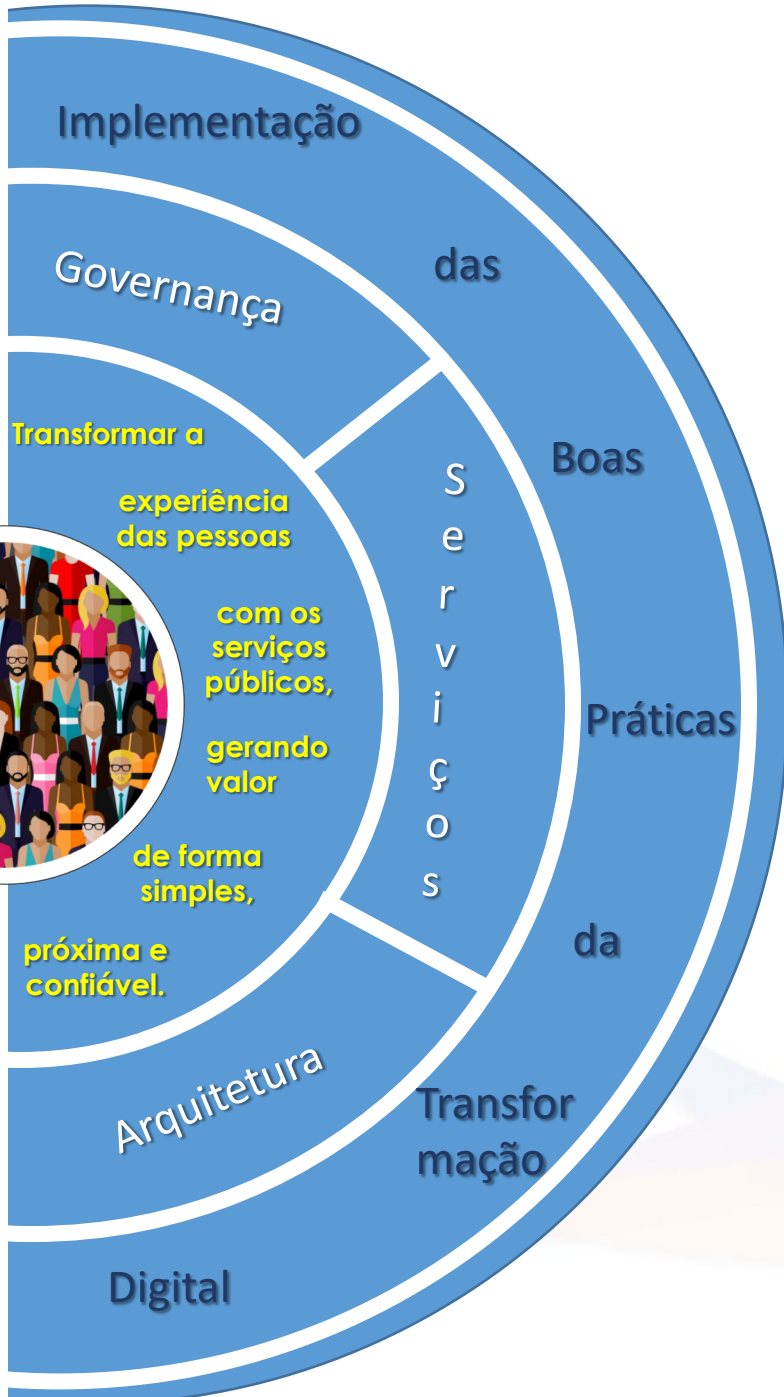 Implementação
das
Boas
Práticas
da
Transfor
mação
Digital
Governança
Serviços
Arquitetura
Transformar a
experiência
das pessoas
com os
serviços
públicos,
gerando
valor
de forma
simples,
próxima e
confiável.